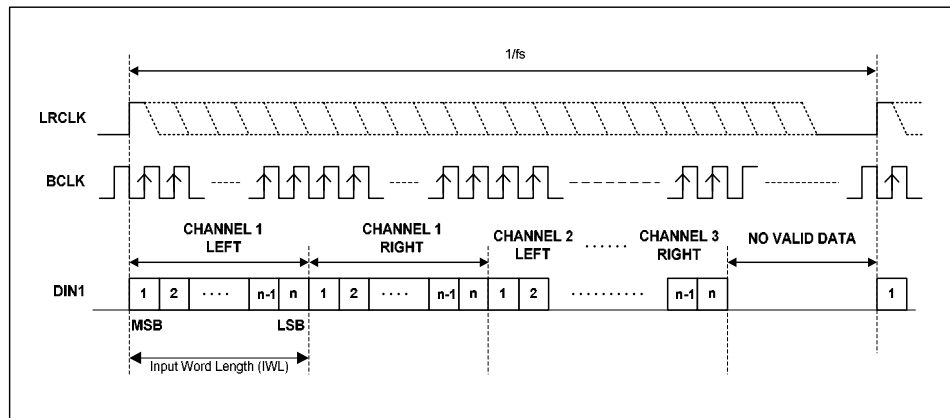 1/fs
LRCLK
BCLK
CHANNEL 1
LEFT
CHANNEL 1
RIGHT
CHANNEL 2
LEFT
CHANNEL 3
RIGHT
NO VALID DATA
DIN1 1 2 n-1 n 1 2 n-1 n 1 2 n-1 n 1
MSB LSB
Input Word Length (IWL)